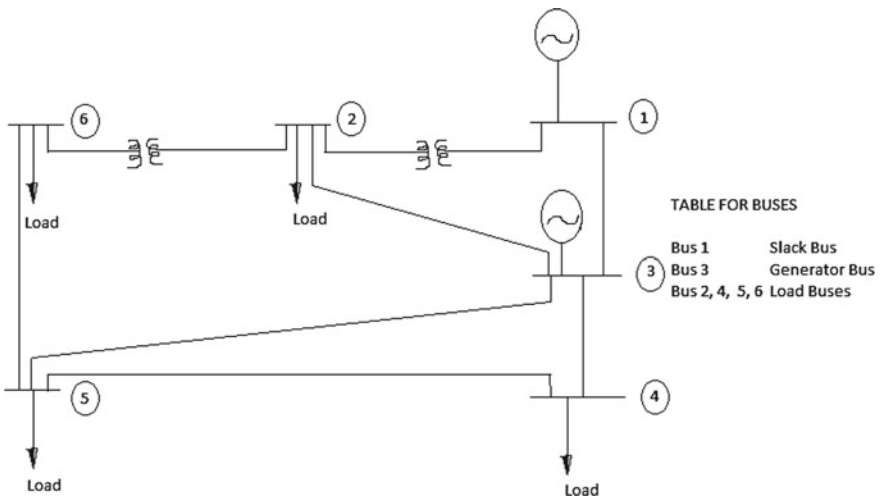 6
2
1
Load
Load
TABLE FOR BUSES
Bus 1 Slack Bus
3
Bus 3 Generator Bus
Bus 2, 4, 5, 6 Load Buses
5
4
Load
Load